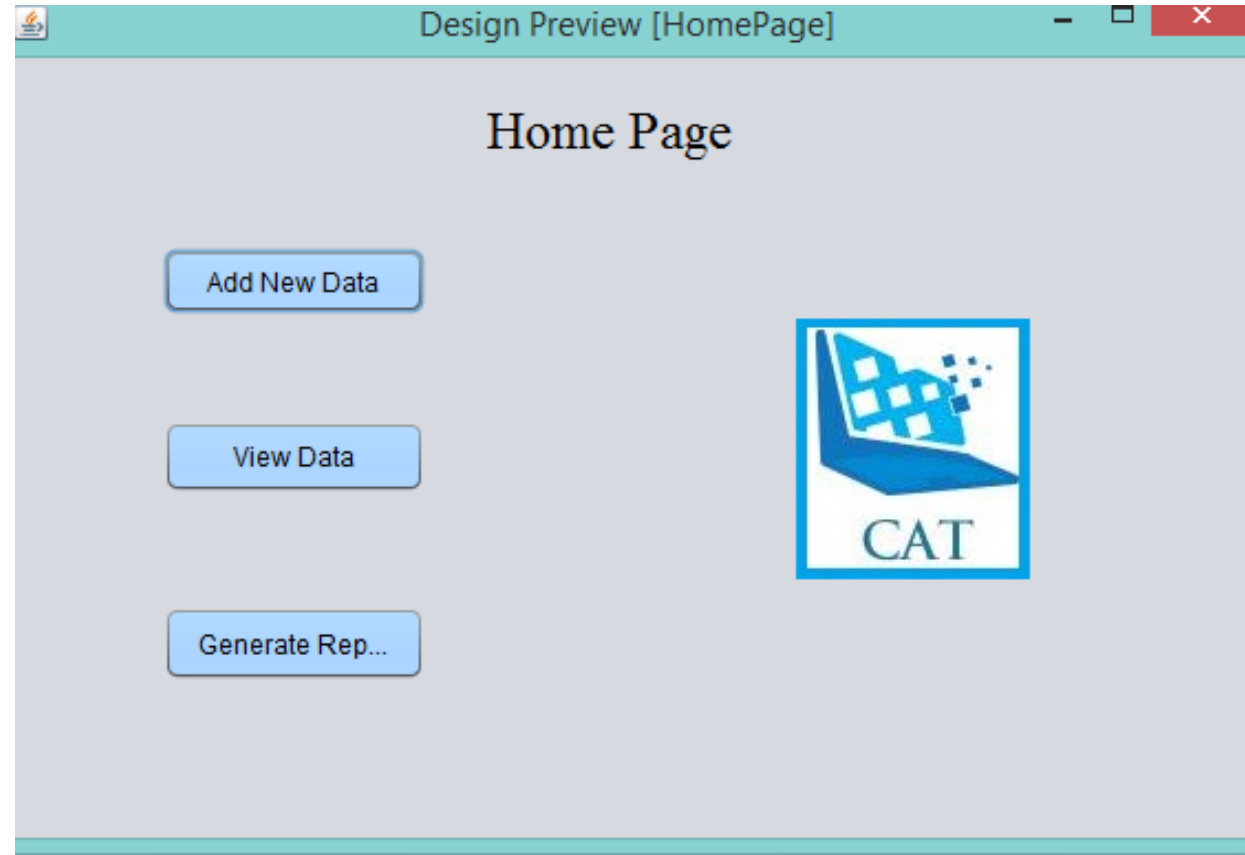 Design Preview [HomePage]
Home Page
Add New Data
View Data
CAT
Generate Rep...